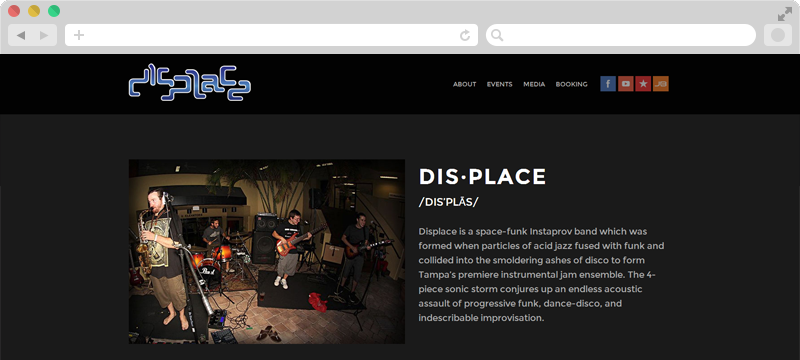 displace
ABOUT EVENTS MEDIA BOOKING
DIS·PLACE
/DIS'PLĀS/
Displace is a space-funk Instaprov band which was
formed when particles of acid jazz fused with funk and
collided into the smoldering ashes of disco to form
Tampa's premiere instrumental jam ensemble. The 4-
piece sonic storm conjures up an endless acoustic
assault of progressive funk, dance-disco, and
indescribable improvisation.